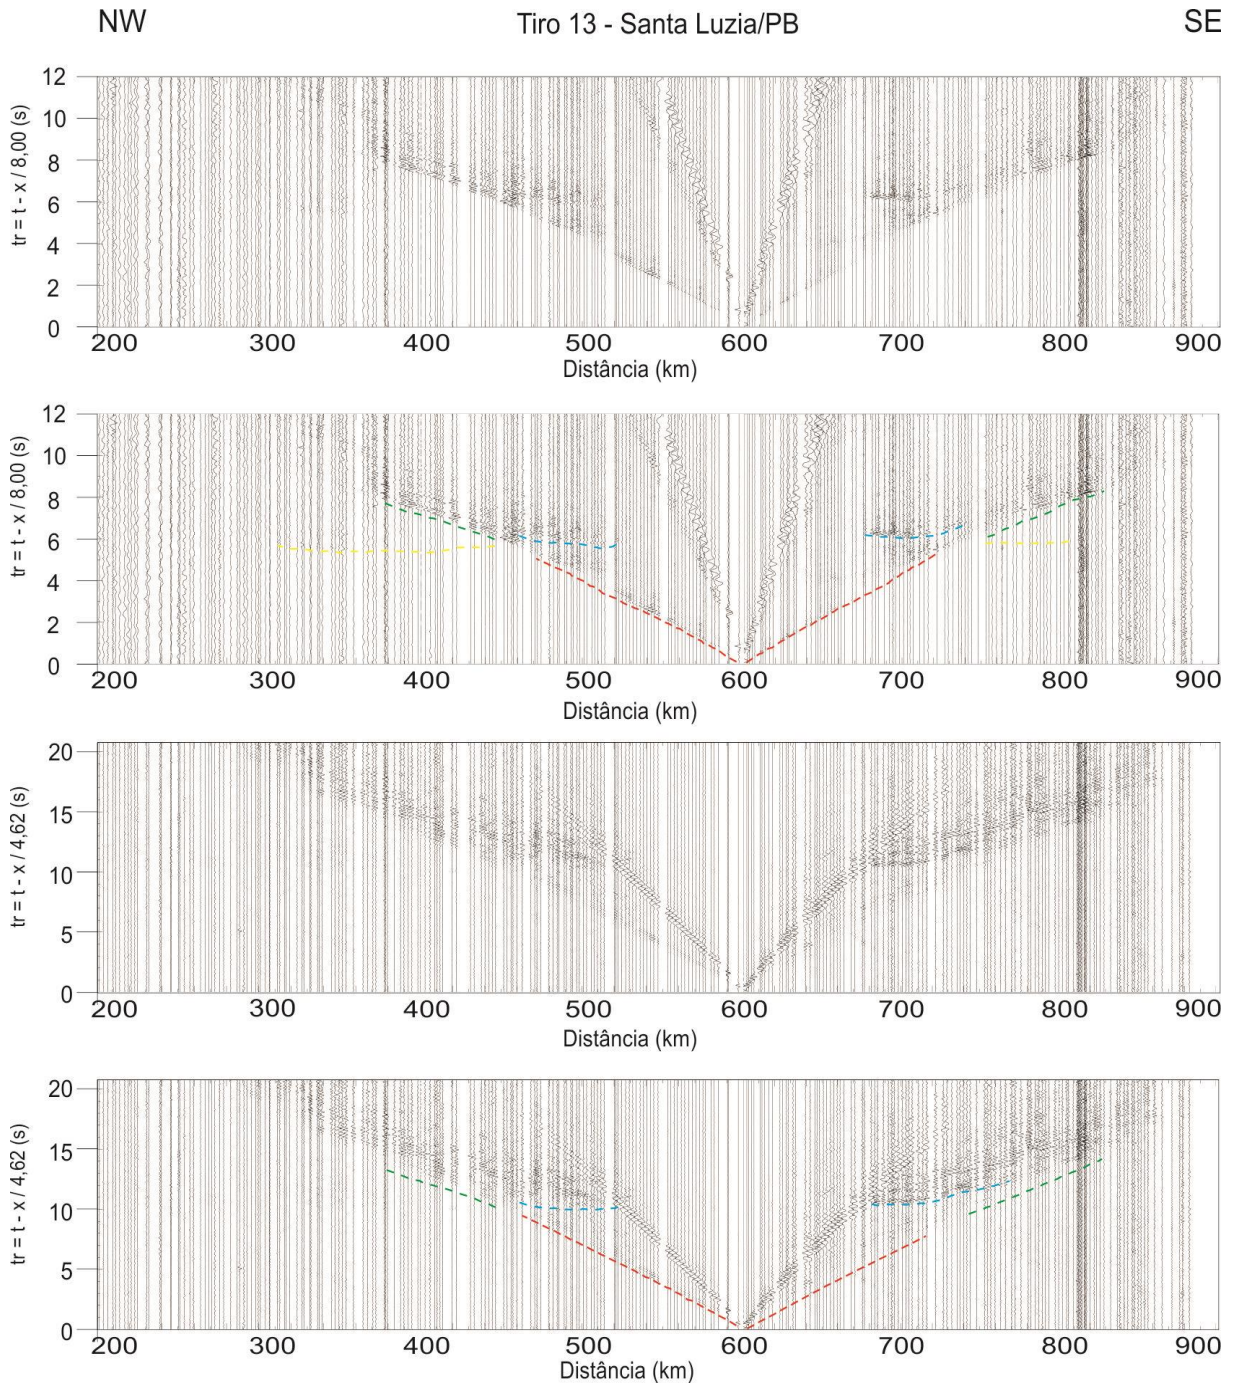 NW Tiro 13 - Santa Luzia/PB SE
tr = t - x / 8,00 (s)
12
10
8
6
4
2
0
200 300 400 500 600 700 800 900
Distância (km)
tr = t - x / 8,00 (s)
12
10
8
6
4
2
0
200 300 400 500 600 700 800 900
Distância (km)
tr = t - x / 4,62 (s)
20
15
10
5
0
200 300 400 500 600 700 800 900
Distância (km)
tr = t - x / 4,62 (s)
20
15
10
5
0
200 300 400 500 600 700 800 900
Distância (km)